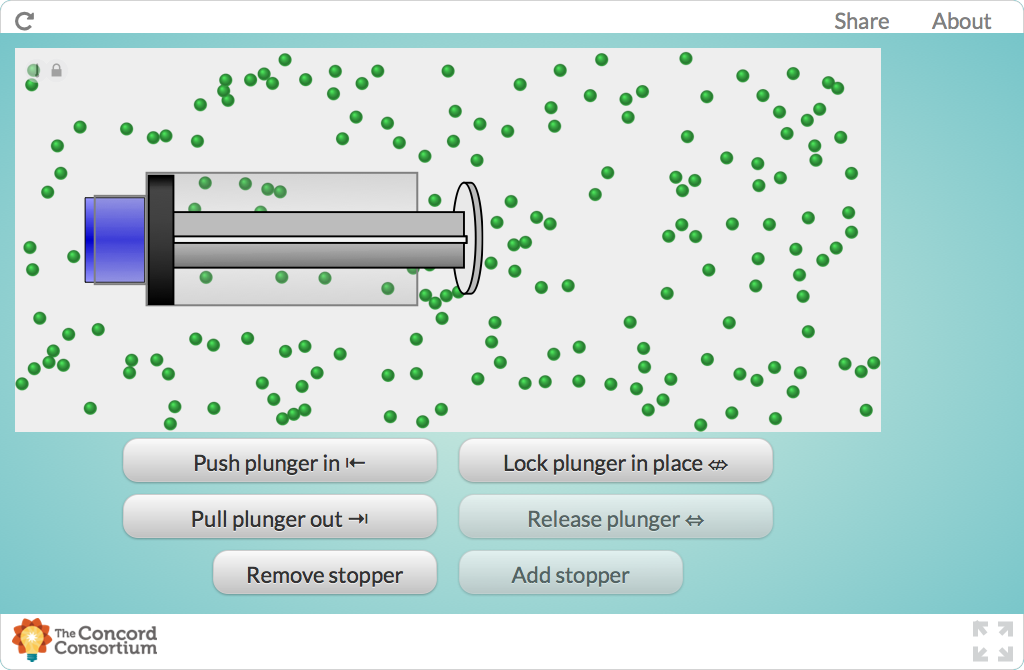 Share About
Push plunger in ⇤ Lock plunger in place ⇎
Pull plunger out ⇥ Release plunger ⇔
Remove stopper Add stopper
The Concord
Consortium